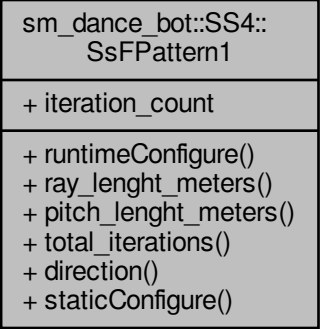 sm_dance_bot::SS4::
SsFPattern1
+ iteration_count
+ runtimeConfigure()
+ ray_lenght_meters()
+ pitch_lenght_meters()
+ total_iterations()
+ direction()
+ staticConfigure()